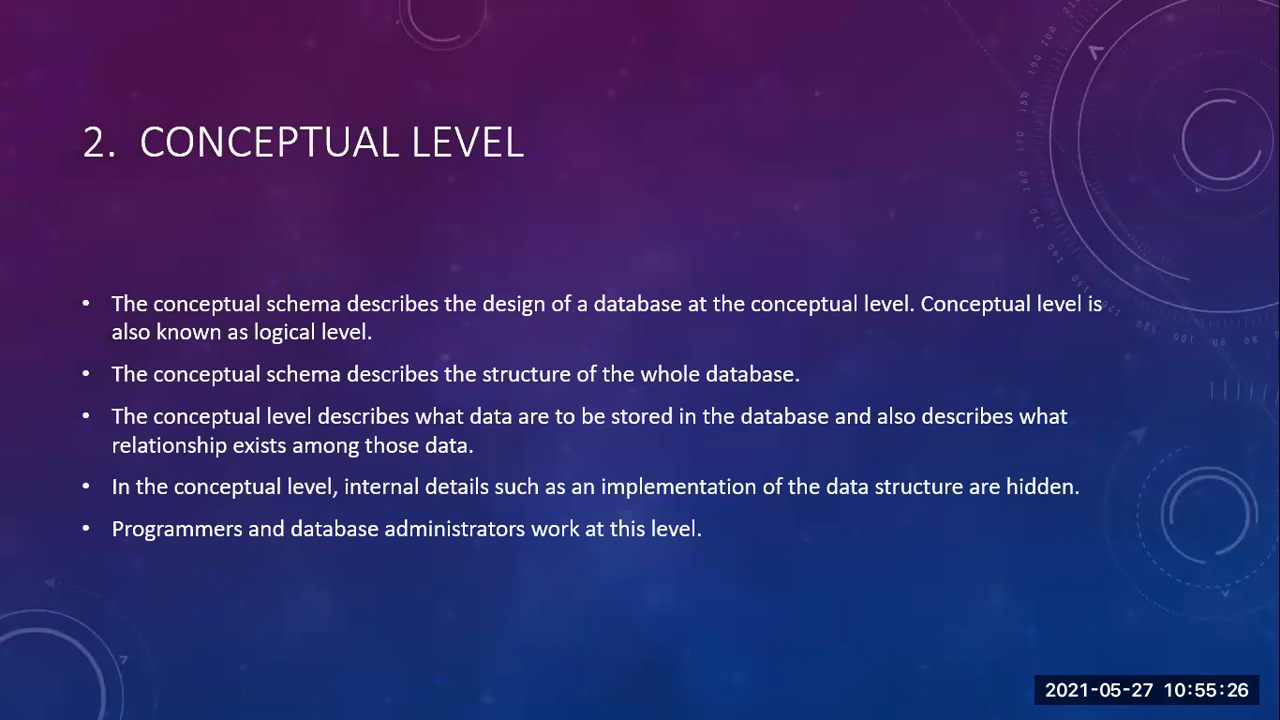 2. CONCEPTUAL LEVEL
• The conceptual schema describes the design of a database at the conceptual level. Conceptual level is
also known as logical level.
• The conceptual schema describes the structure of the whole database.
• The conceptual level describes what data are to be stored in the database and also describes what
relationship exists among those data.
• In the conceptual level, internal details such as an implementation of the data structure are hidden.
• Programmers and database administrators work at this level.
2021-05-27 10:55:26